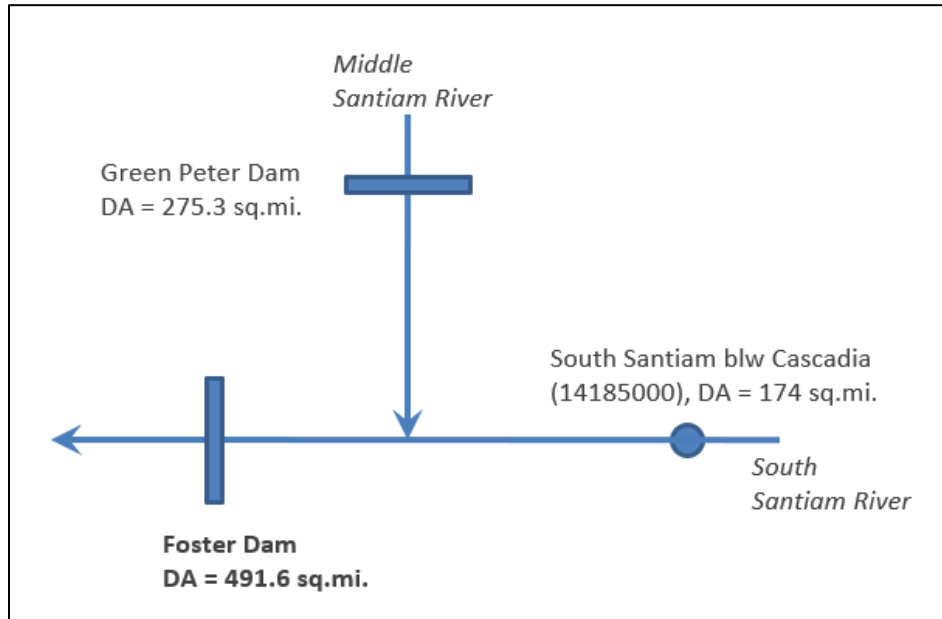 Middle
Santiam River
Green Peter Dam
DA = 275.3 sq.mi.
South Santiam blw Cascadia
(14185000), DA = 174 sq.mi.
South
Santiam River
Foster Dam
DA = 491.6 sq.mi.